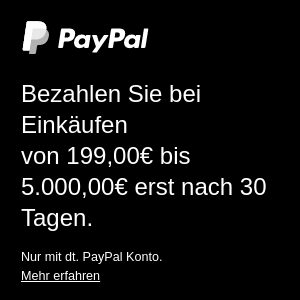 PayPal
Bezahlen Sie bei
Einkäufen
von 199,00€ bis
5.000,00€ erst nach 30
Tagen.
Nur mit dt. PayPal Konto.
Mehr erfahren